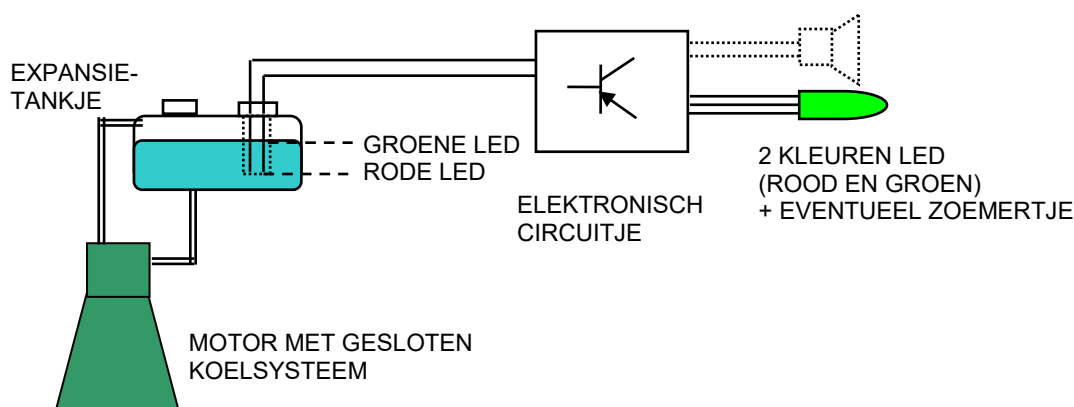 EXPANSIE-
TANKJE
GROENE LED
RODE LED
ELEKTRONISCH
CIRCUITJE
2 KLEUREN LED
(ROOD EN GROEN)
+ EVENTUEEL ZOEMERTJE
MOTOR MET GESLOTEN
KOELSYSTEEM